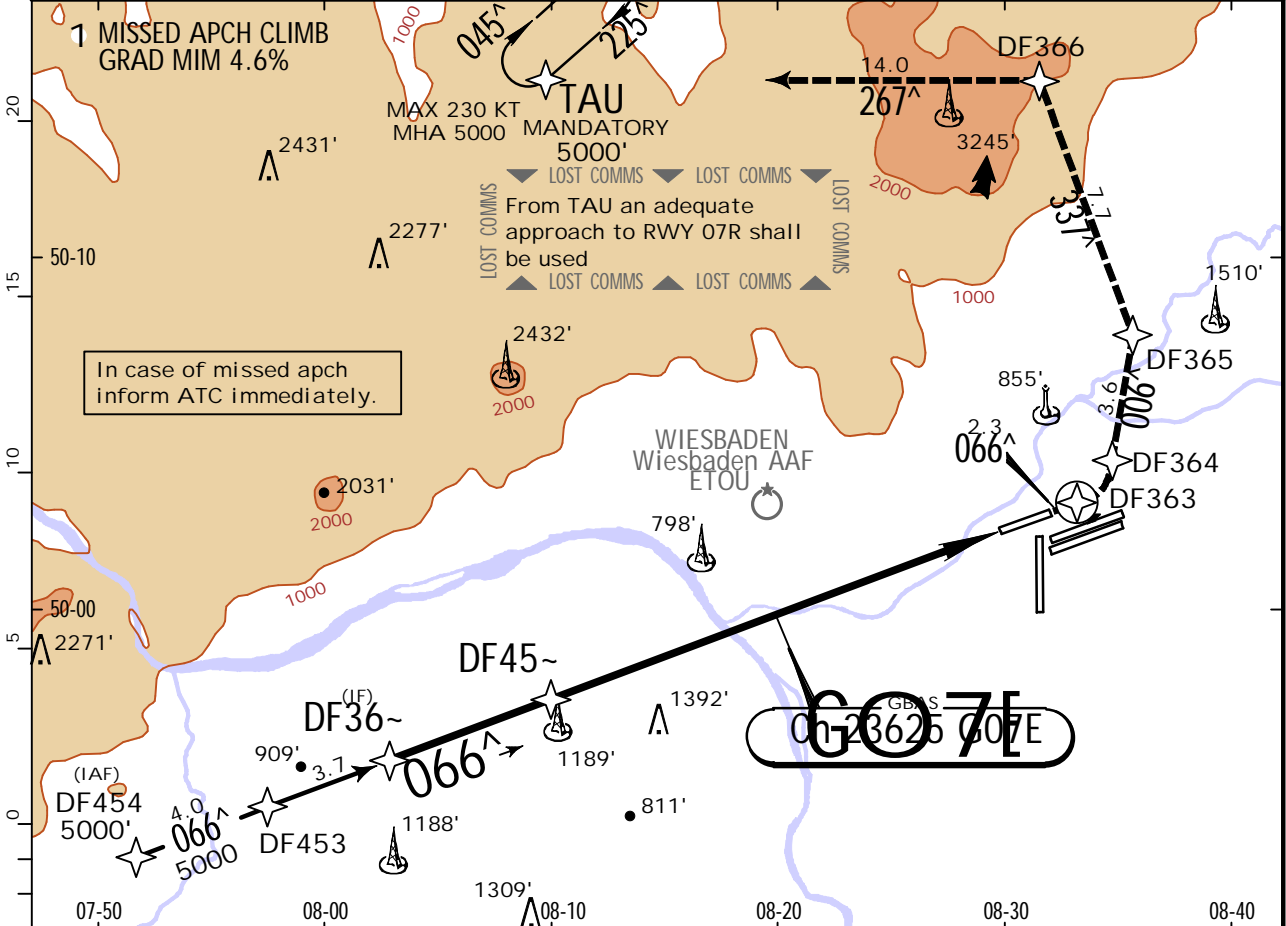 1 MISSED APCH CLIMB
GRAD MIM 4.6%
1000
045^
225^
DF366
14.0
267^
TAU
MAX 230 KT
MHA 5000
MANDATORY
5000'
20
2431'
3245'
2000
LOST COMMS LOST COMMS
LOST COMMS
LOST COMMS
From TAU an adequate
approach to RWY 07R shall
be used
LOST COMMS LOST COMMS
7.7
337^
2277'
50-10
15
1000
1510'
2432'
2000
DF365
In case of missed apch
inform ATC immediately.
855'
3.6
006^
2.3
066^
WIESBADEN
Wiesbaden AAF
ETOU
10
DF364
DF363
2031'
2000
798'
1000
50-00
5
2271'
DF45~
(IF)
DF36~
1392'
GBAS
GO 7[
Ch 23625 G07E
909'
3.7
066^
1189'
(IAF)
DF454
5000'
4.0
066^
5000
DF453
0
811'
1188'
1309'
07-50
08-00
08-10
08-20
08-30
08-40